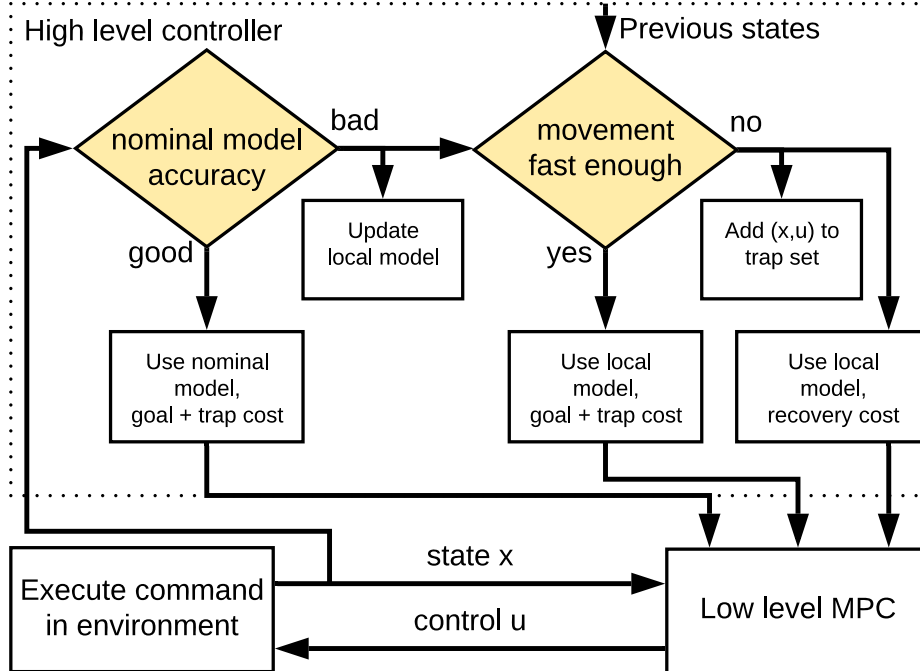 High level controller
Previous states
nominal model
accuracy
bad
movement
fast enough
no
good
Update
local model
yes
Add (x,u) to
trap set
Use nominal
model,
goal + trap cost
Use local
model,
goal + trap cost
Use local
model,
recovery cost
Execute command
in environment
state x
control u
Low level MPC